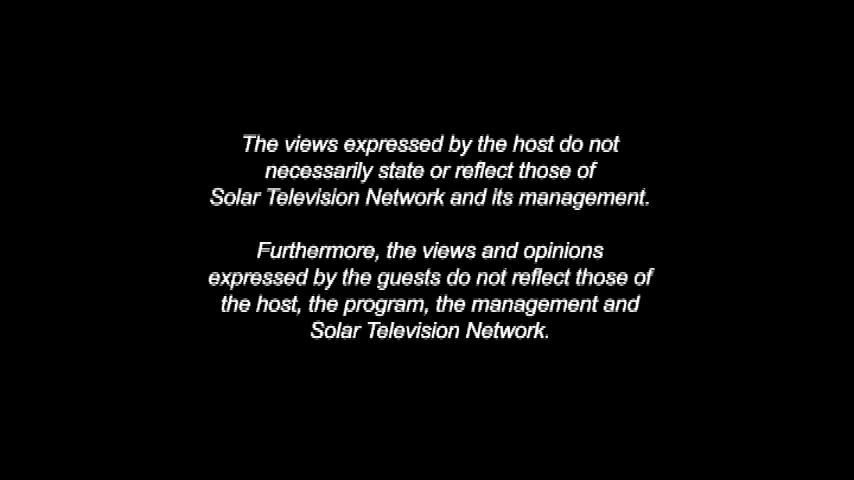 The views expressed by the host do not
necessarily state or reflect those of
Solar Television Network and its management.
Furthermore, the views and opinions
expressed by the guests do not reflect those of
the host, the program, the management and
Solar Television Network.